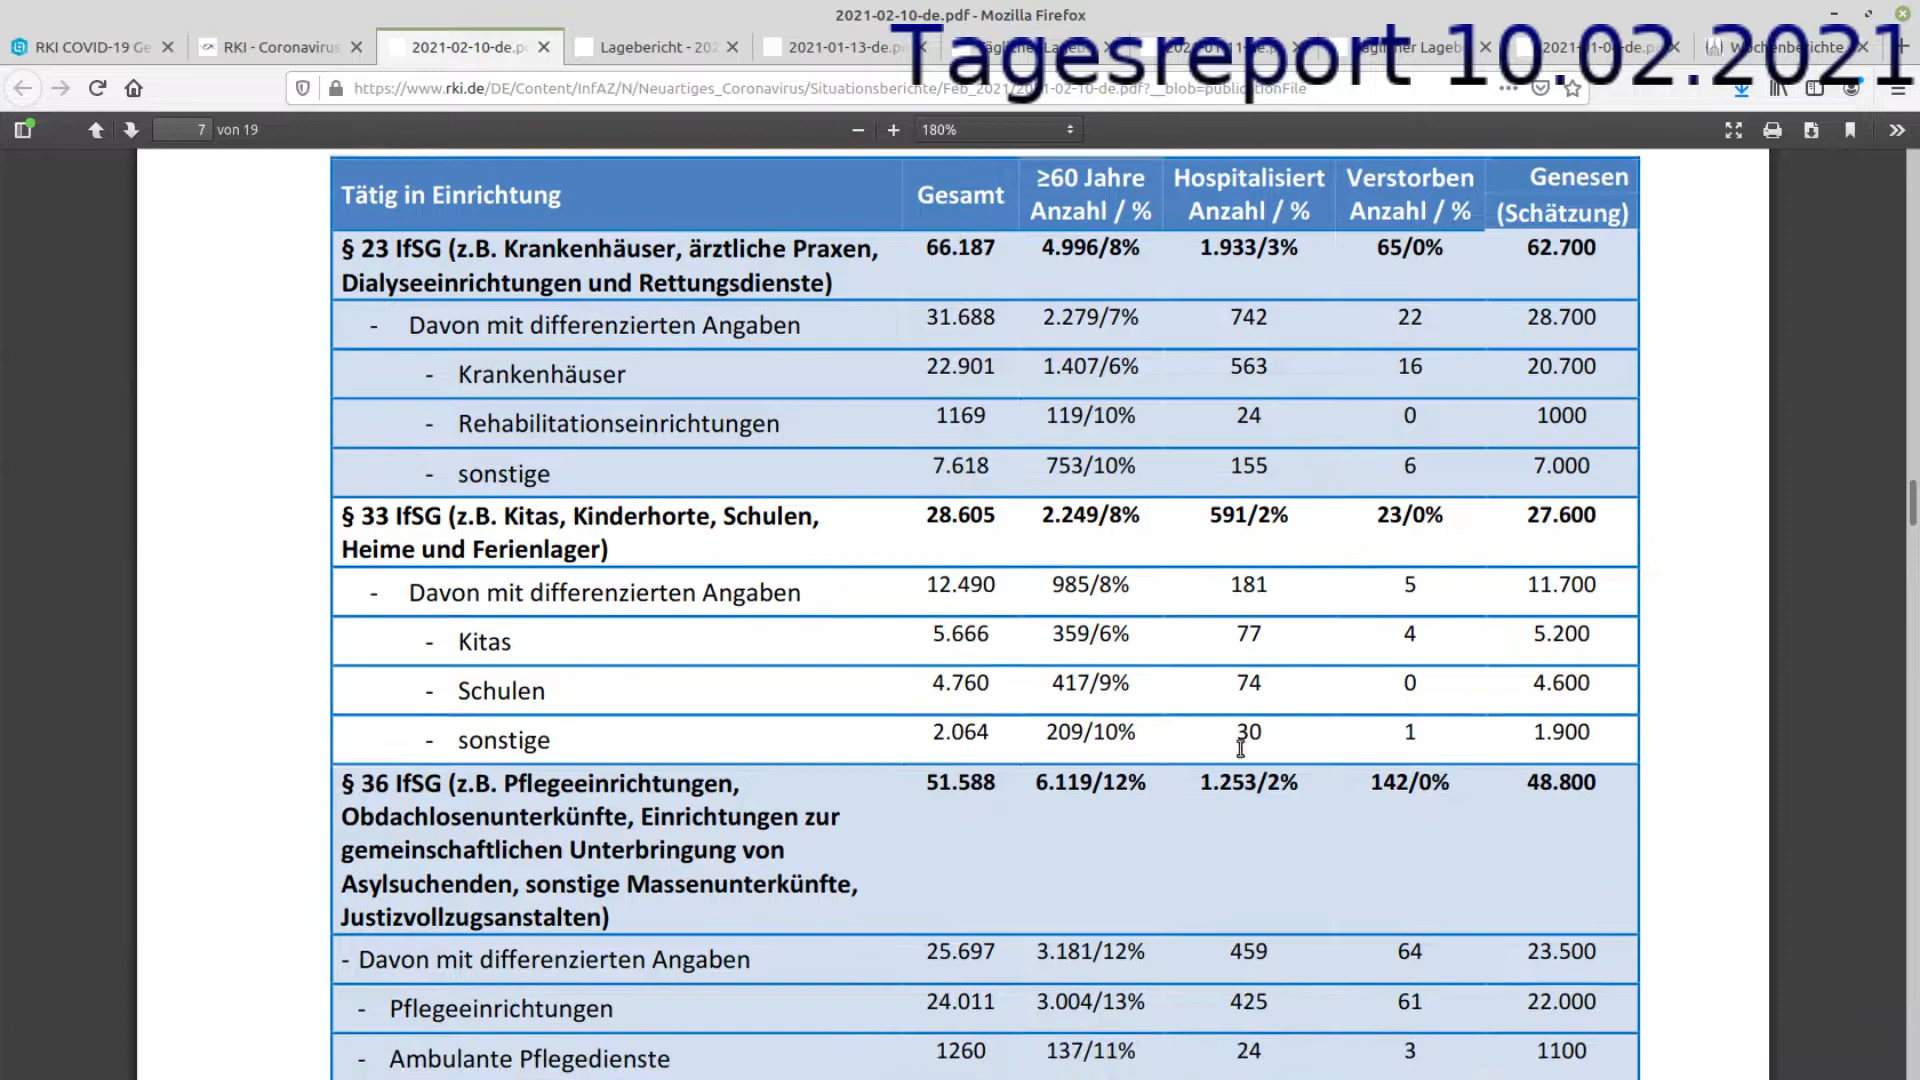 2021-02-10-de.pdf - Mozilla Firefox
RKI COVID-19 Ge
RKI - Coronavirus
2021-02-10-de.p
Lagebericht - 202
2021-01-13-de.p
Wochenberichte
Tagesreport 10.02.2021
https://www.rki.de/DE/Content/InfAZ/N/Neuartiges_Coronavirus/Situationsberichte/Feb_2021/2021-02-10-de.pdf?__blob=publicationFile
7 von 19
180%
Tätig in Einrichtung Gesamt ≥60 Jahre Anzahl / % Hospitalisiert Anzahl / % Verstorben Anzahl / % Genesen (Schätzung)
§ 23 IfSG (z.B. Krankenhäuser, ärztliche Praxen, 66.187 4.996/8% 1.933/3% 65/0% 62.700
Dialyseeinrichtungen und Rettungsdienste)
- Davon mit differenzierten Angaben 31.688 2.279/7% 742 22 28.700
- Krankenhäuser 22.901 1.407/6% 563 16 20.700
- Rehabilitationseinrichtungen 1169 119/10% 24 0 1000
- sonstige 7.618 753/10% 155 6 7.000
§ 33 IfSG (z.B. Kitas, Kinderhorte, Schulen, 28.605 2.249/8% 591/2% 23/0% 27.600
Heime und Ferienlager)
- Davon mit differenzierten Angaben 12.490 985/8% 181 5 11.700
- Kitas 5.666 359/6% 77 4 5.200
- Schulen 4.760 417/9% 74 0 4.600
- sonstige 2.064 209/10% 30 1 1.900
§ 36 IfSG (z.B. Pflegeeinrichtungen, 51.588 6.119/12% 1.253/2% 142/0% 48.800
Obdachlosenunterkünfte, Einrichtungen zur
gemeinschaftlichen Unterbringung von
Asylsuchenden, sonstige Massenunterkünfte,
Justizvollzugsanstalten)
- Davon mit differenzierten Angaben 25.697 3.181/12% 459 64 23.500
- Pflegeeinrichtungen 24.011 3.004/13% 425 61 22.000
- Ambulante Pflegedienste 1260 137/11% 24 3 1100